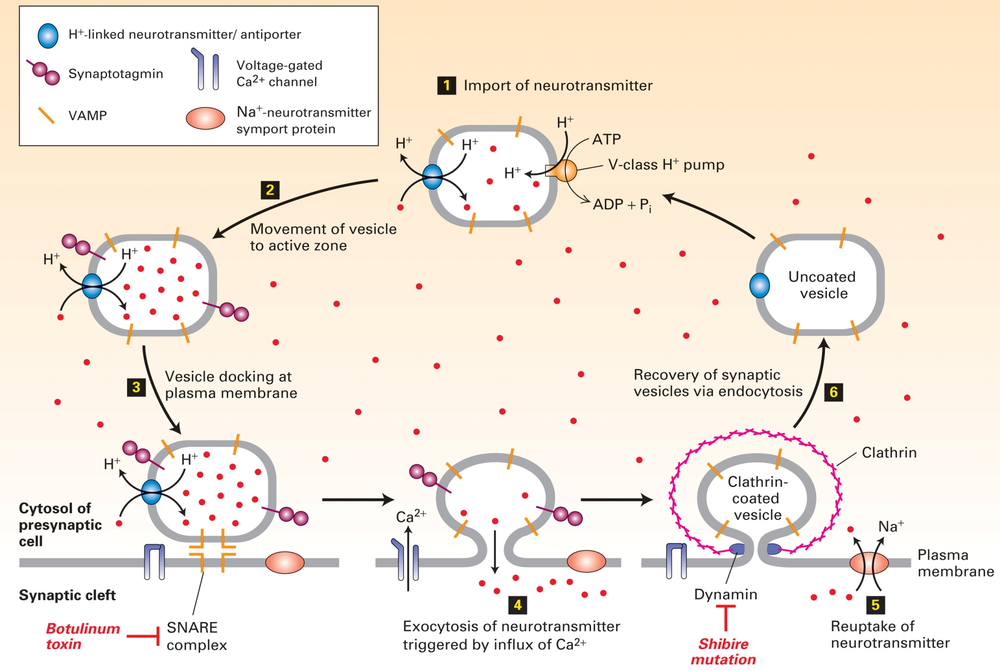 H⁺-linked neurotransmitter/ antiporter
Synaptotagmin
Voltage-gated
Ca²⁺ channel
VAMP
Na⁺-neurotransmitter
symport protein
1 Import of neurotransmitter
H⁺
ATP
H⁺
H⁺
H⁺
V-class H⁺ pump
ADP + Pᵢ
2
Movement of vesicle
to active zone
H⁺
H⁺
Uncoated
vesicle
3
Vesicle docking at
plasma membrane
Recovery of synaptic
vesicles via endocytosis
6
H⁺
H⁺
Clathrin
Clathrin-
coated
vesicle
Cytosol of
presynaptic
cell
Ca²⁺
Na⁺
Plasma
membrane
Synaptic cleft
Dynamin
4
5
Botulinum
toxin
SNARE
complex
Exocytosis of neurotransmitter
triggered by influx of Ca²⁺
Shibire
mutation
Reuptake of
neurotransmitter